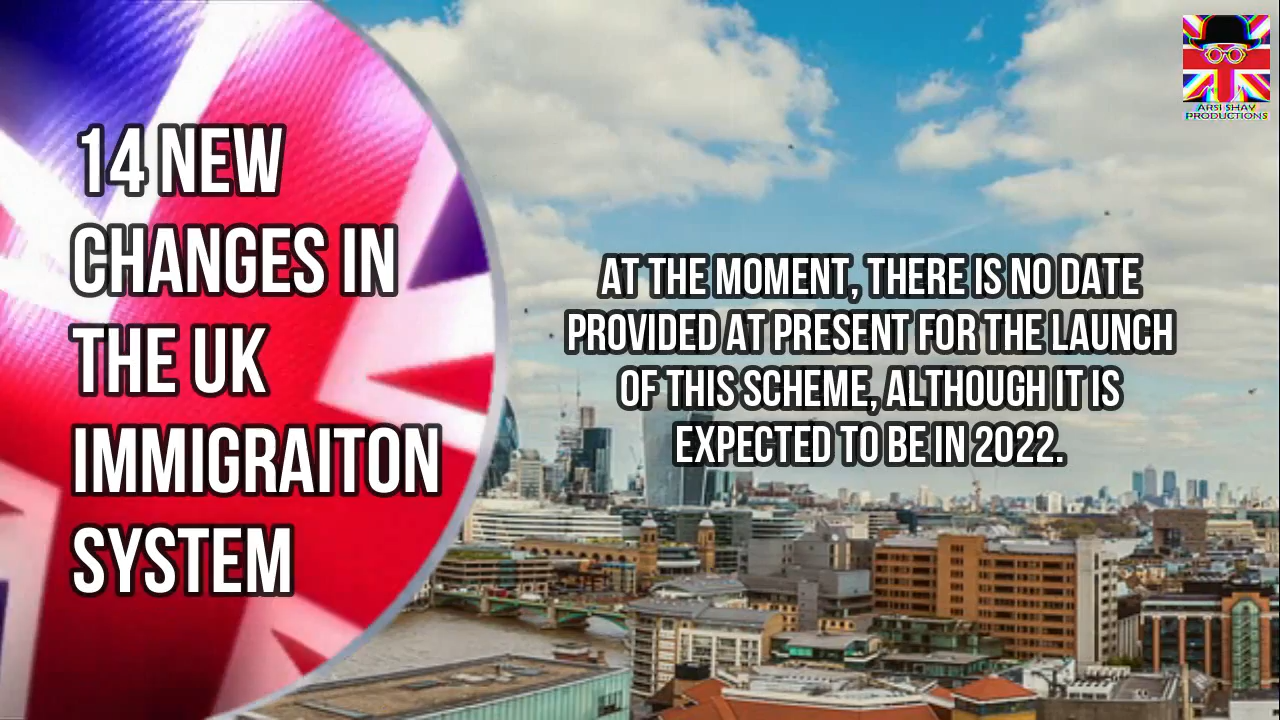 14 NEW
CHANGES IN
THE UK
IMMIGRAITON
SYSTEM
AT THE MOMENT, THERE IS NO DATE
PROVIDED AT PRESENT FOR THE LAUNCH
OF THIS SCHEME, ALTHOUGH IT IS
EXPECTED TO BE IN 2022.
ARSI SHAV
PRODUCTIONS